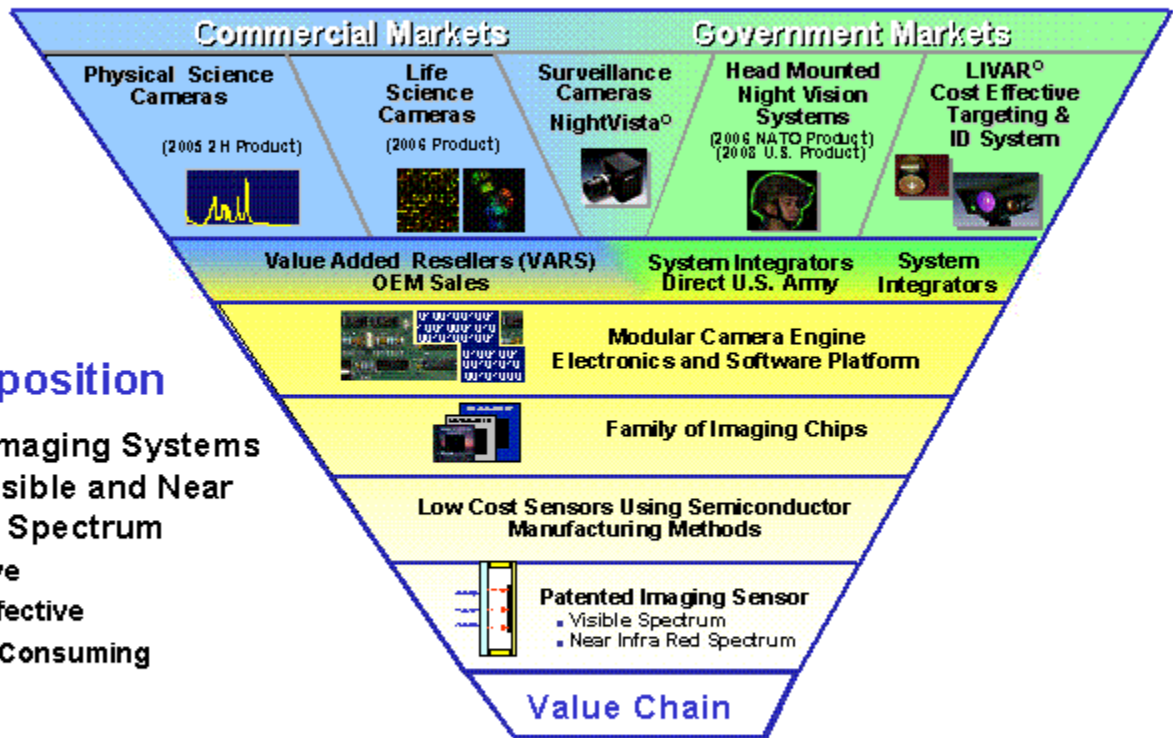 Commercial Markets
Government Markets
Physical Science
Cameras
(2005 2H Product)
Life
Science
Cameras
(2006 Product)
Surveillance
Cameras
NightVista○
Head Mounted
Night Vision
Systems
(2006 NATO Product)
(2008 U.S. Product)
LIVAR○
Cost Effective
Targeting &
ID System
Value Added Resellers (VARS)
OEM Sales
System Integrators
Direct U.S. Army
System
Integrators
Modular Camera Engine
Electronics and Software Platform
Family of Imaging Chips
Low Cost Sensors Using Semiconductor
Manufacturing Methods
Patented Imaging Sensor
▪ Visible Spectrum
▪ Near Infra Red Spectrum
Value Chain
position
maging Systems
sible and Near
Spectrum
ve
fective
Consuming